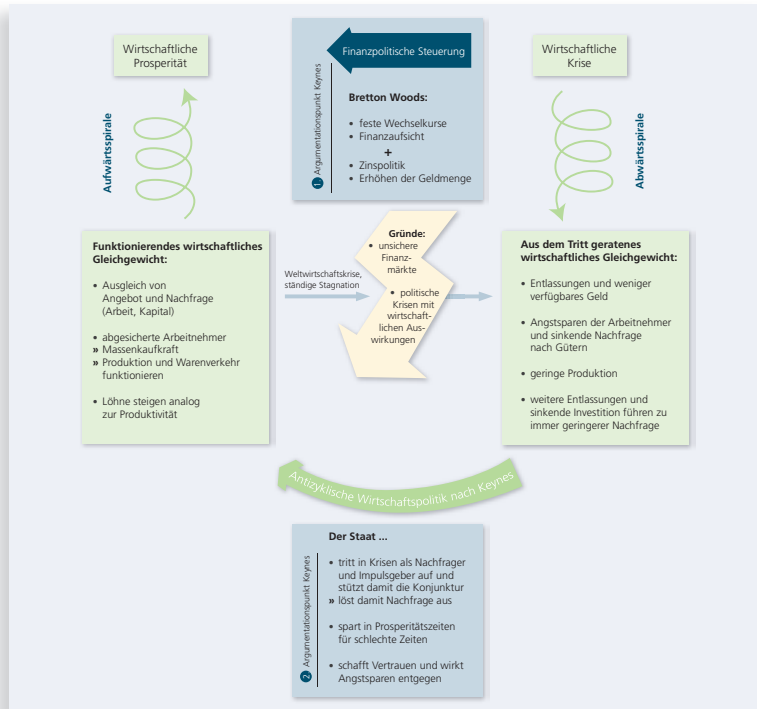 Wirtschaftliche
Prosperität
Aufwärtsspirale
Finanzpolitische Steuerung
1 Argumentationspunkt Keynes
Bretton Woods:
• feste Wechselkurse
• Finanzaufsicht
+
• Zinspolitik
• Erhöhen der Geldmenge
Wirtschaftliche
Krise
Abwärtsspirale
Funktionierendes wirtschaftliches
Gleichgewicht:
• Ausgleich von
Angebot und Nachfrage
(Arbeit, Kapital)
• abgesicherte Arbeitnehmer
» Massenkaufkraft
» Produktion und Warenverkehr
funktionieren
• Löhne steigen analog
zur Produktivität
Weltwirtschaftskrise,
ständige Stagnation
Gründe:
• unsichere
Finanz-
märkte
• politische
Krisen mit
wirtschaft-
lichen Aus-
wirkungen
Aus dem Tritt geratenes
wirtschaftliches Gleichgewicht:
• Entlassungen und weniger
verfügbares Geld
• Angstsparen der Arbeitnehmer
und sinkende Nachfrage
nach Gütern
• geringe Produktion
• weitere Entlassungen und
sinkende Investition führen zu
immer geringerer Nachfrage
Antizyklische Wirtschaftspolitik nach Keynes
2 Argumentationspunkt Keynes
Der Staat ...
• tritt in Krisen als Nachfrager
und Impulsgeber auf und
stützt damit die Konjunktur
» löst damit Nachfrage aus
• spart in Prosperitätszeiten
für schlechte Zeiten
• schafft Vertrauen und wirkt
Angstsparen entgegen